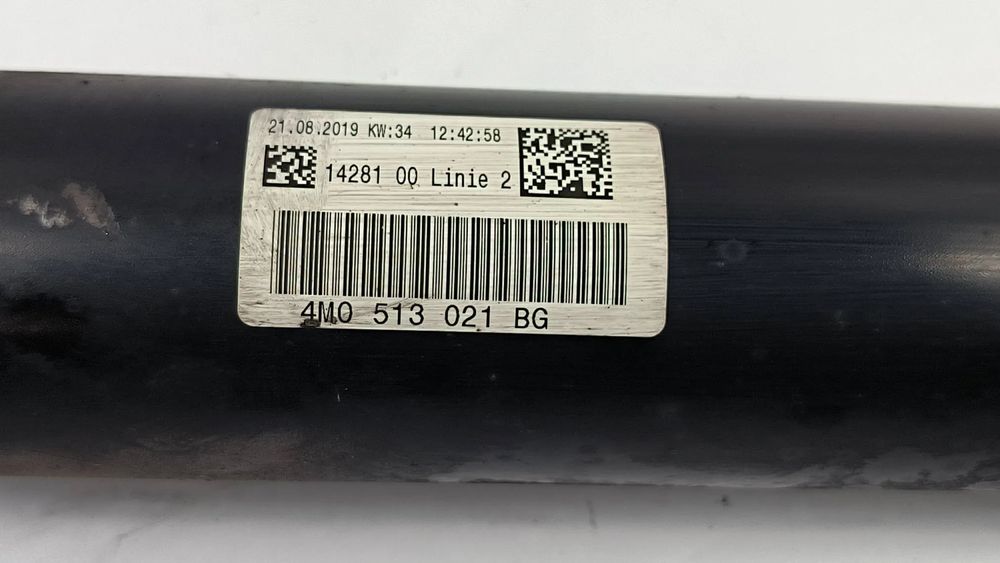 21.08.2019 KW:34 12:42:58
14281 00 Linie 2
4M0 513 021 BG